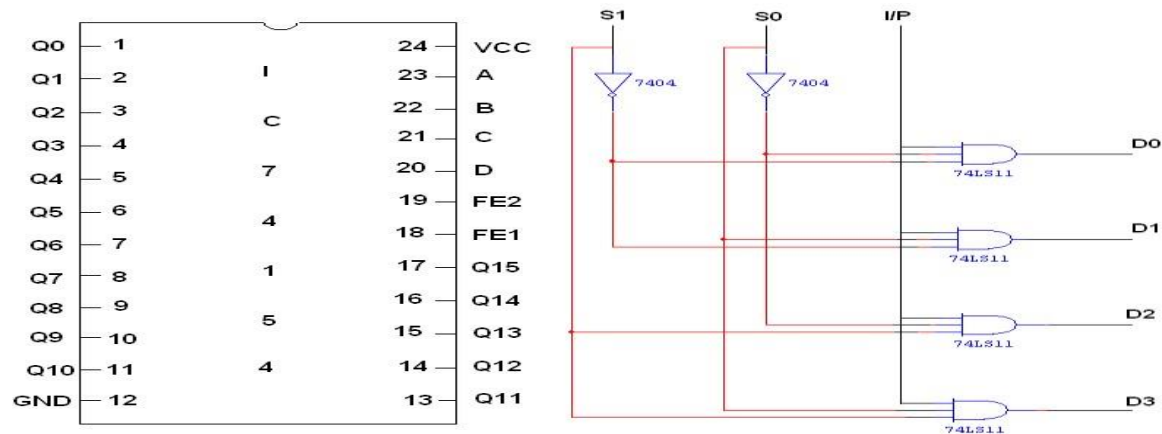 Q0 1 24 VCC
I
Q1 2 23 A
Q2 3 22 B
C
Q3 4 21 C
Q4 5 7 20 D
Q5 6 19 FE2
4
Q6 7 18 FE1
Q7 8 1 17 Q15
Q8 9 16 Q14
5
Q9 10 15 Q13
Q10 11 4 14 Q12
GND 12 13 Q11
S1 S0 I/P
7404 7404
D0
74LS11
D1
74LS11
D2
74LS11
D3
74LS11